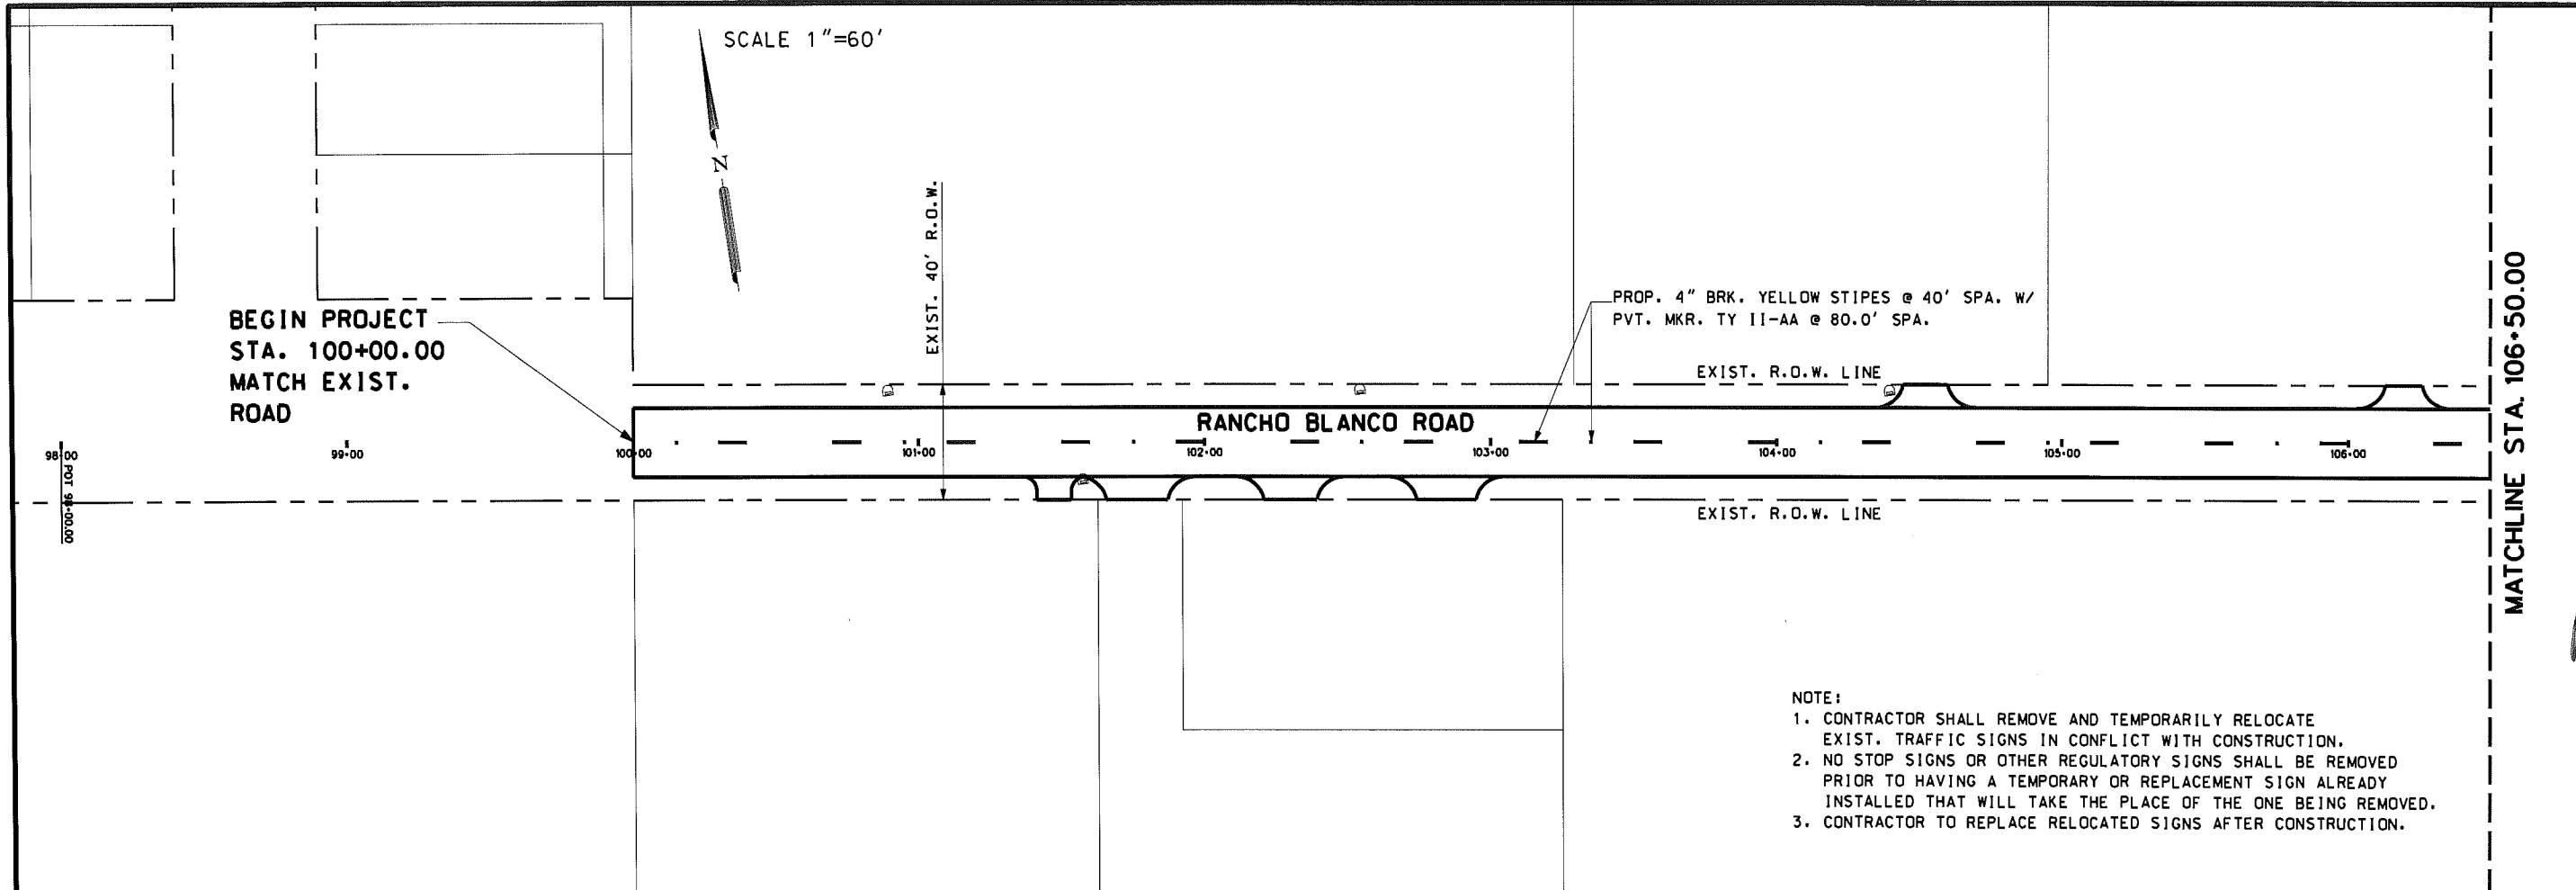 SCALE 1"=60'
N
EXIST. 40' R.O.W.
BEGIN PROJECT
STA. 100+00.00
MATCH EXIST.
ROAD
PROP. 4" BRK. YELLOW STIPES @ 40' SPA. W/
PVT. MKR. TY II-AA @ 80.0' SPA.
EXIST. R.O.W. LINE
RANCHO BLANCO ROAD
98+00
99+00
100+00
101+00
102+00
103+00
104+00
105+00
106+00
POT 98+00.00
EXIST. R.O.W. LINE
MATCHLINE STA. 106+50.00
NOTE:
1. CONTRACTOR SHALL REMOVE AND TEMPORARILY RELOCATE
EXIST. TRAFFIC SIGNS IN CONFLICT WITH CONSTRUCTION.
2. NO STOP SIGNS OR OTHER REGULATORY SIGNS SHALL BE REMOVED
PRIOR TO HAVING A TEMPORARY OR REPLACEMENT SIGN ALREADY
INSTALLED THAT WILL TAKE THE PLACE OF THE ONE BEING REMOVED.
3. CONTRACTOR TO REPLACE RELOCATED SIGNS AFTER CONSTRUCTION.